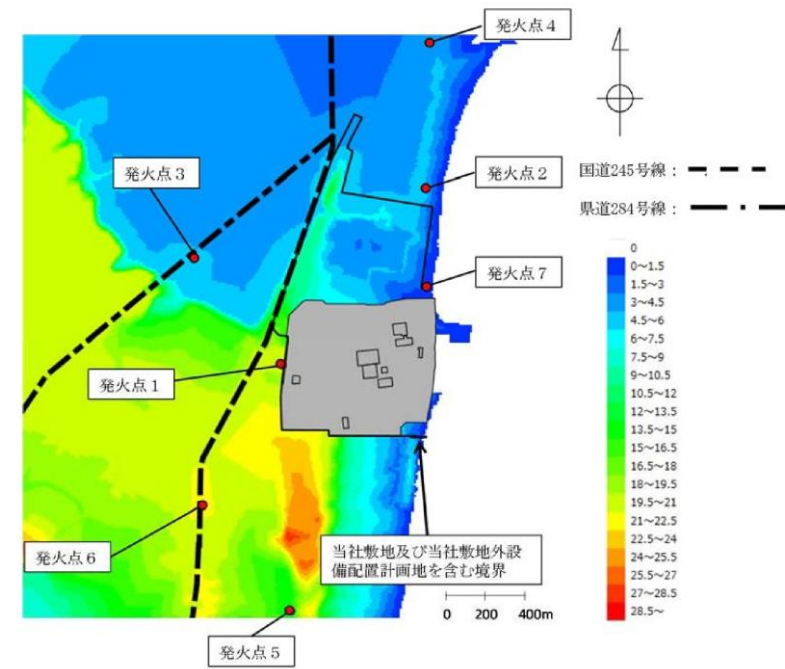 発火点４
発火点３
発火点２
国道245号線：
県道284号線：
発火点７
発火点１
0
0～1.5
1.5～3
3～4.5
4.5～6
6～7.5
7.5～9
9～10.5
10.5～12
12～13.5
13.5～15
15～16.5
16.5～18
18～19.5
19.5～21
21～22.5
22.5～24
24～25.5
25.5～27
27～28.5
28.5～
発火点６
当社敷地及び当社敷地外設
備配置計画地を含む境界
0 200 400m
発火点５